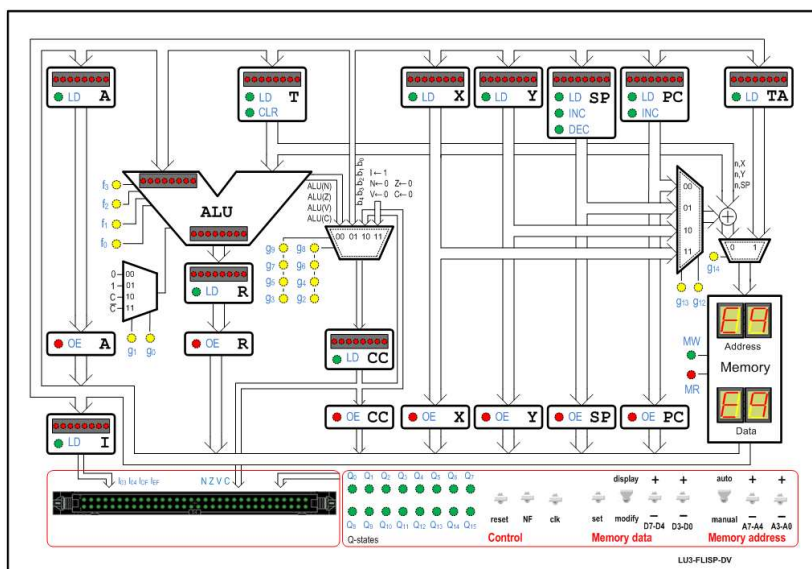 LD A
LD T
CLR
LD X
LD Y
LD SP
INC
DEC
LD PC
INC
LD TA
f3
f2
f1
f0
ALU
ALU(N)
ALU(Z)
ALU(V)
ALU(C)
b0
b1
b2
b3
b4
I←1
N←0 Z←0
V←0 C←0
n,X
n,Y
n,SP
00
01
10
11
0 1
g14
g13 g12
00 01 10 11
g9 g8
g7 g6
g5 g4
g3 g2
0 00
1 01
C 10
C 11
g1 g0
LD R
OE A
OE R
LD CC
OE CC
OE X
OE Y
OE SP
OE PC
Address
MW
Memory
MR
Data
LD I
N Z V C
Q0 Q1 Q2 Q3 Q4 Q5 Q6 Q7
Q8 Q9 Q10 Q11 Q12 Q13 Q14 Q15
Q-states
reset NF clk
Control
display + +
set modify – –
D7-D4 D3-D0
Memory data
auto + +
manual – –
A7-A4 A3-A0
Memory address
LU3-FLISP-DV